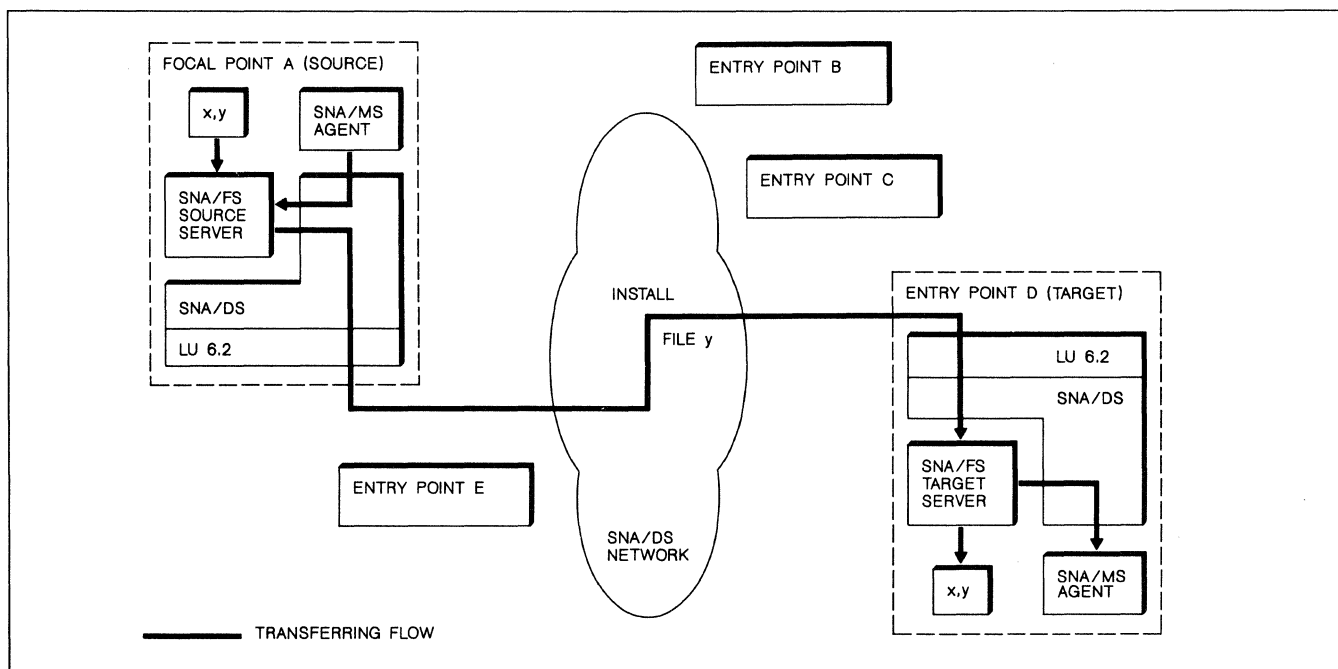 FOCAL POINT A (SOURCE)
x,y
SNA/MS
AGENT
SNA/FS
SOURCE
SERVER
SNA/DS
LU 6.2
ENTRY POINT B
ENTRY POINT C
INSTALL
FILE y
ENTRY POINT D (TARGET)
LU 6.2
SNA/DS
SNA/FS
TARGET
SERVER
x,y
SNA/MS
AGENT
ENTRY POINT E
SNA/DS
NETWORK
TRANSFERRING FLOW